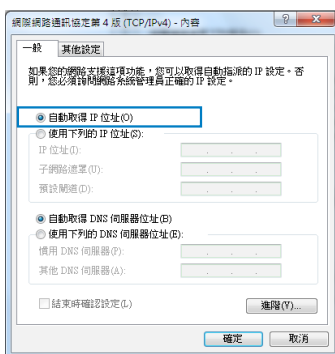 網際網路通訊協定第 4 版 (TCP/IPv4) - 內容
一般
其他設定
如果您的網路支援這項功能，您可以取得自動指派的 IP 設定。否
則，您必須詢問網路系統管理員正確的 IP 設定。
自動取得 IP 位址(O)
使用下列的 IP 位址(S):
IP 位址(I):
子網路遮罩(U):
預設閘道(D):
自動取得 DNS 伺服器位址(B)
使用下列的 DNS 伺服器位址(E):
慣用 DNS 伺服器(P):
其他 DNS 伺服器(A):
結束時確認設定(L)
進階(V)...
確定
取消